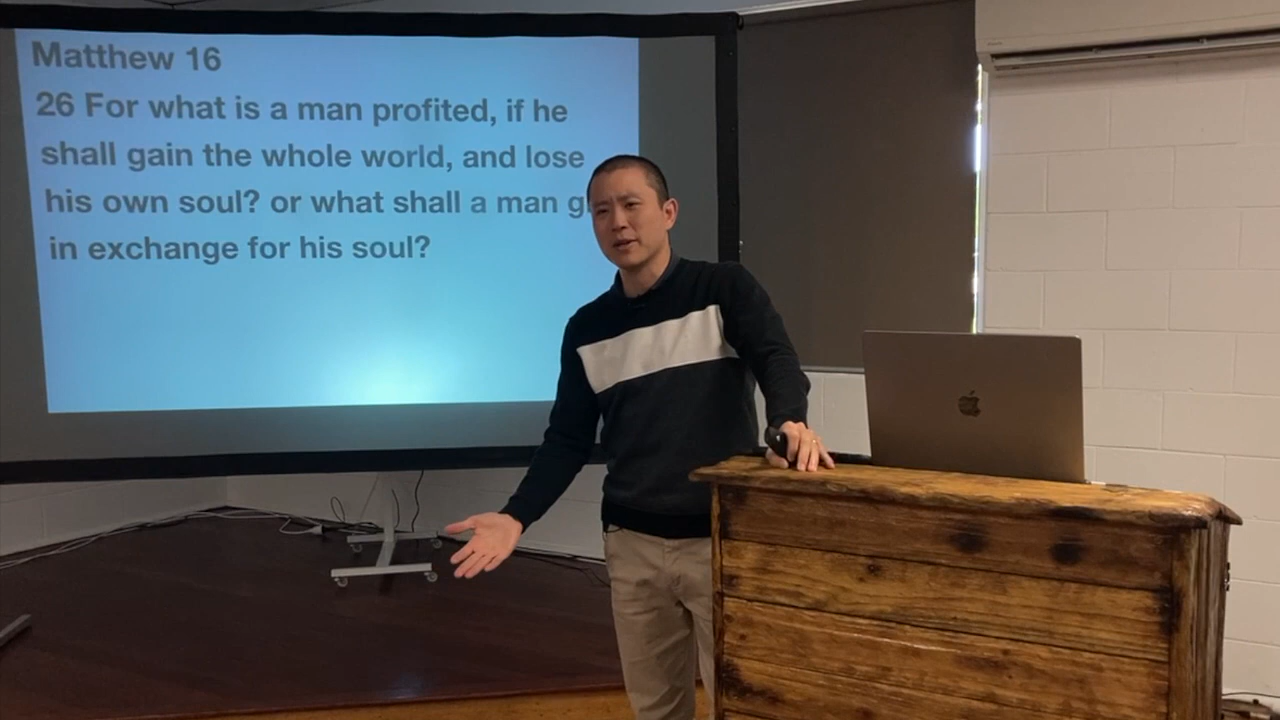 Matthew 16
26 For what is a man profited, if he
shall gain the whole world, and lose
his own soul? or what shall a man
in exchange for his soul?